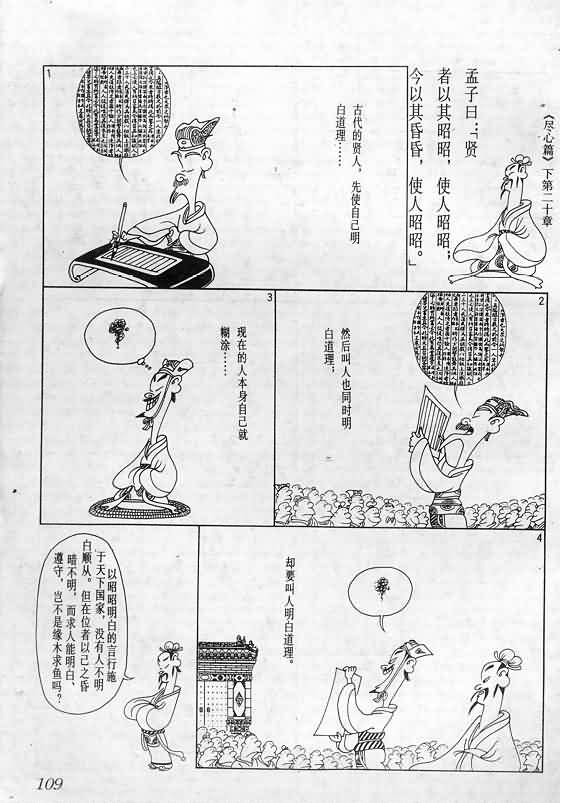 《尽心篇》下第二十章
孟子曰：“贤
者以其昭昭，使人昭昭；
今以其昏昏，使人昭昭。”
1
古代的贤人，先使自己明
白道理……
2
然后叫人也同时明
白道理；
3
现在的人本身自己就
糊涂……
4
却要叫人明白道理。
以昭昭明白的言行施
于天下国家，没有人不明
白顺从。但在位者以己之昏
暗不明，而求人能明白、
遵守，岂不是缘木求鱼吗？
109